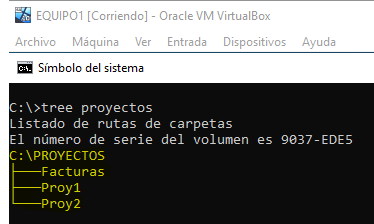 EQUIPO1 [Corriendo] - Oracle VM VirtualBox
Archivo Máquina Ver Entrada Dispositivos Ayuda
Símbolo del sistema
C:\>tree proyectos
Listado de rutas de carpetas
El número de serie del volumen es 9037-EDE5
C:\PROYECTOS
├───Facturas
├───Proy1
└───Proy2